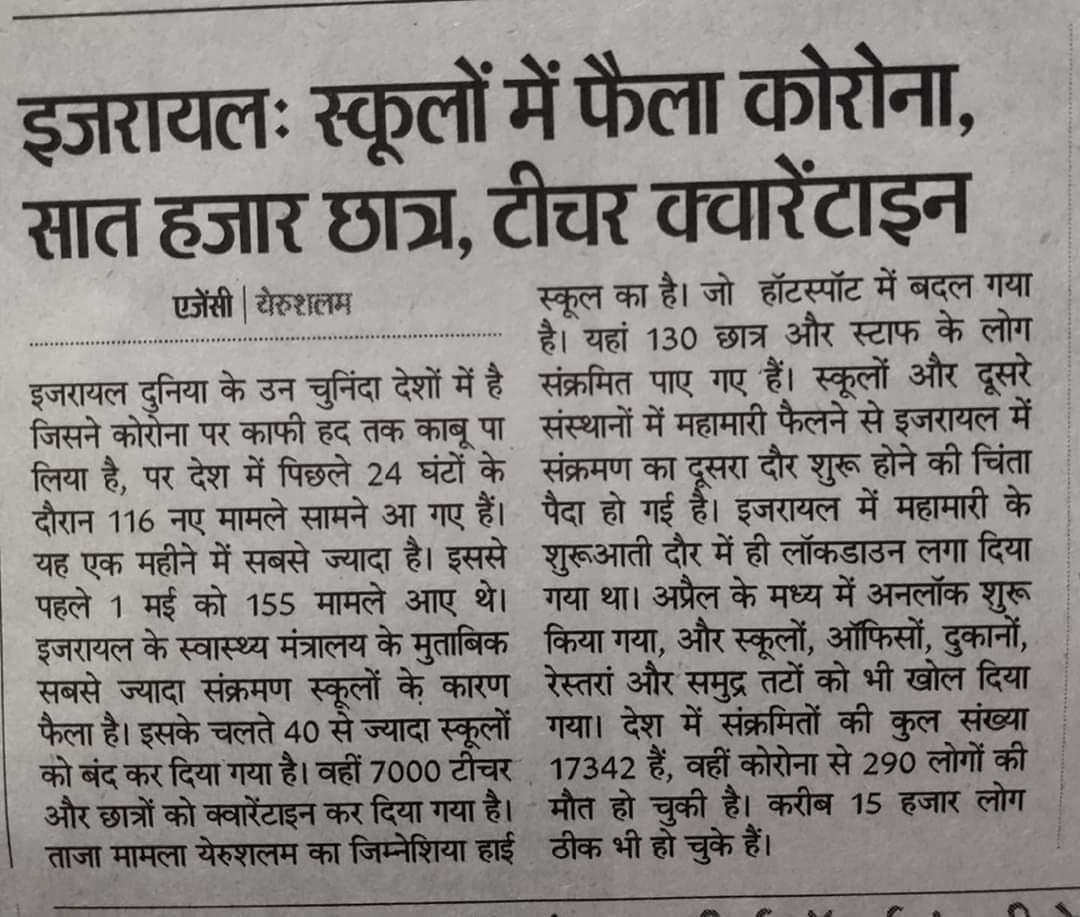 इजरायलः स्कूलों में फैला कोरोना,
सात हजार छात्र, टीचर क्वारेंटाइन
एजेंसी | येरुशलम
इजरायल दुनिया के उन चुनिंदा देशों में है
जिसने कोरोना पर काफी हद तक काबू पा
लिया है, पर देश में पिछले 24 घंटों के
दौरान 116 नए मामले सामने आ गए हैं।
यह एक महीने में सबसे ज्यादा है। इससे
पहले 1 मई को 155 मामले आए थे।
इजरायल के स्वास्थ्य मंत्रालय के मुताबिक
सबसे ज्यादा संक्रमण स्कूलों के कारण
फैला है। इसके चलते 40 से ज्यादा स्कूलों
को बंद कर दिया गया है। वहीं 7000 टीचर
और छात्रों को क्वारेंटाइन कर दिया गया है।
ताजा मामला येरुशलम का जिम्नेशिया हाई
स्कूल का है। जो हॉटस्पॉट में बदल गया
है। यहां 130 छात्र और स्टाफ के लोग
संक्रमित पाए गए हैं। स्कूलों और दूसरे
संस्थानों में महामारी फैलने से इजरायल में
संक्रमण का दूसरा दौर शुरू होने की चिंता
पैदा हो गई है। इजरायल में महामारी के
शुरूआती दौर में ही लॉकडाउन लगा दिया
गया था। अप्रैल के मध्य में अनलॉक शुरू
किया गया, और स्कूलों, ऑफिसों, दुकानों,
रेस्तरां और समुद्र तटों को भी खोल दिया
गया। देश में संक्रमितों की कुल संख्या
17342 हैं, वहीं कोरोना से 290 लोगों की
मौत हो चुकी है। करीब 15 हजार लोग
ठीक भी हो चुके हैं।